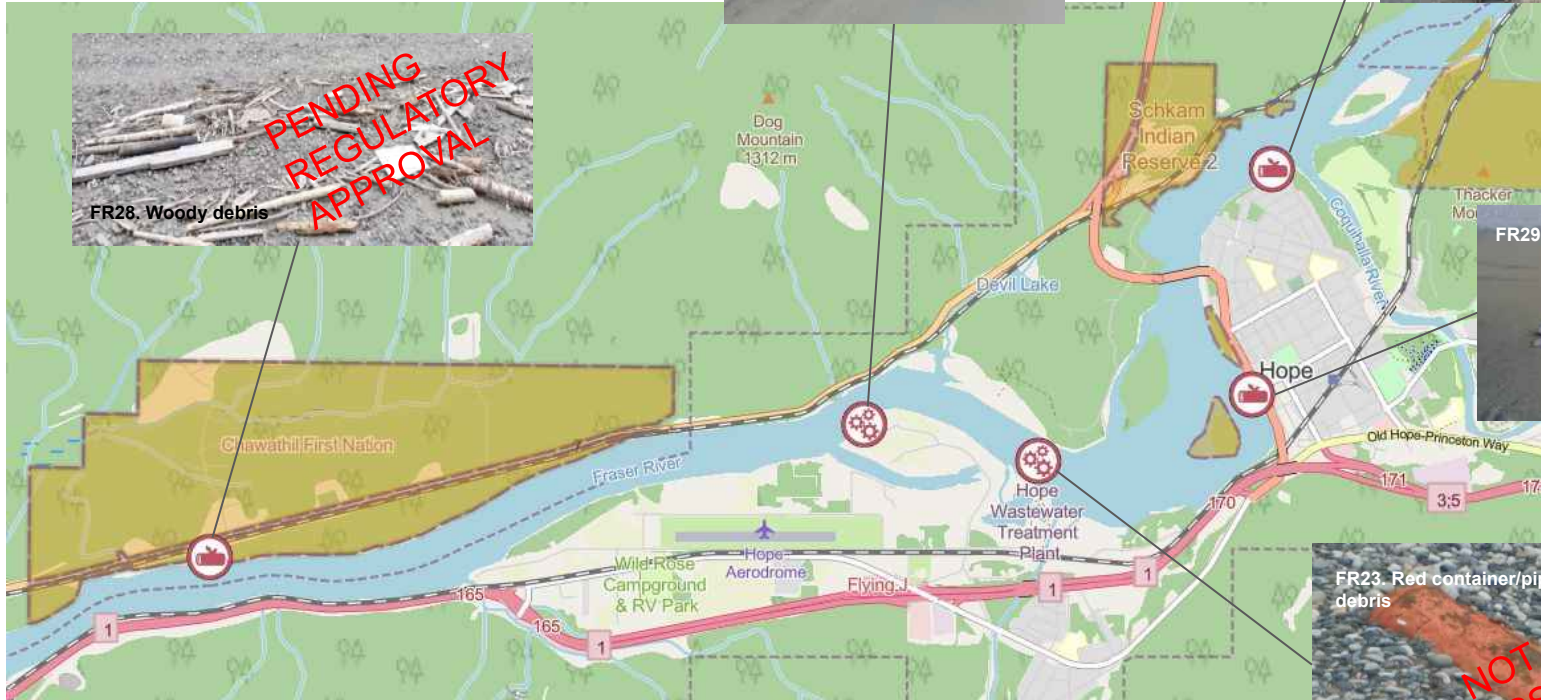 PENDING
REGULATORY
APPROVAL
FR28. Woody debris
Dog
Mountain
1312 m
Schkam
Indian
Reserve 2
Thacker
FR29
Coquihalla River
Devil Lake
Hope
Chawathil First Nation
Fraser River
Old Hope-Princeton Way
Hope
Wastewater
Treatment
Plant
170
171
3;5
Hope
Aerodrome
Wild Rose
Campground
& RV Park
Flying J
165
165
1
1
1
1
FR23. Red container/pip
debris
NOT